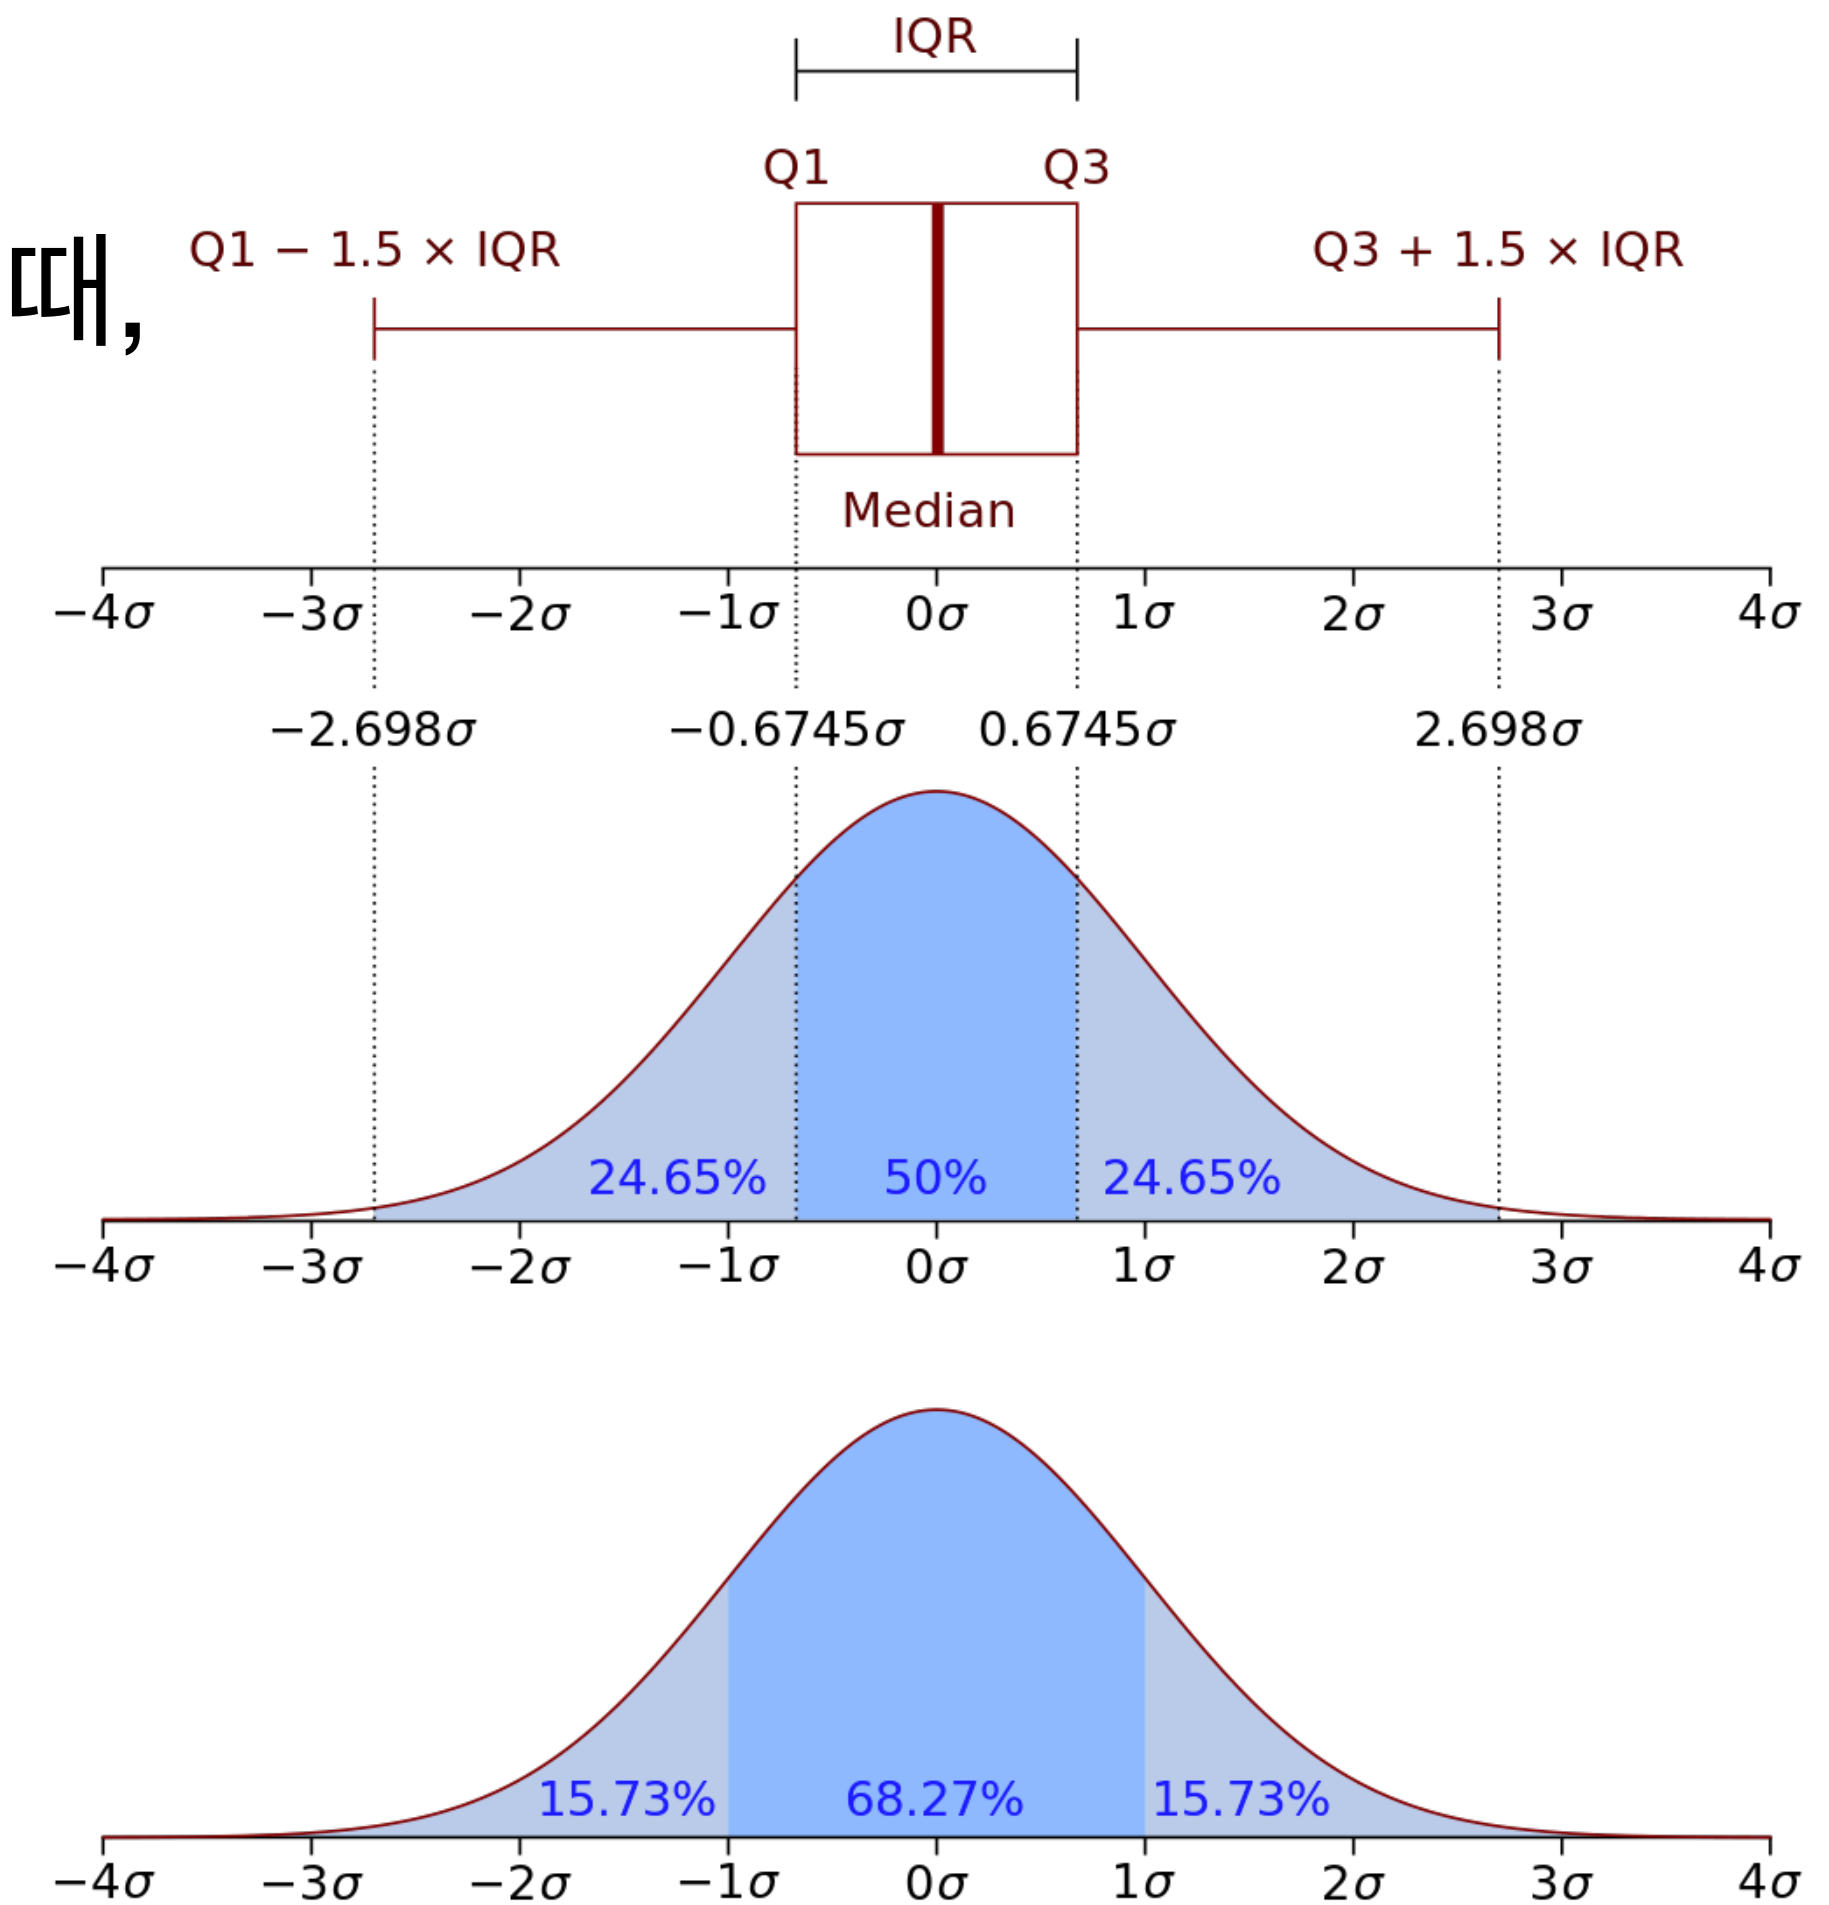 IQR
Q1 Q3
Q1 − 1.5 × IQR Q3 + 1.5 × IQR
때,
Median
−4σ −3σ −2σ −1σ 0σ 1σ 2σ 3σ 4σ
−2.698σ −0.6745σ 0.6745σ 2.698σ
24.65% 50% 24.65%
−4σ −3σ −2σ −1σ 0σ 1σ 2σ 3σ 4σ
15.73% 68.27% 15.73%
−4σ −3σ −2σ −1σ 0σ 1σ 2σ 3σ 4σ